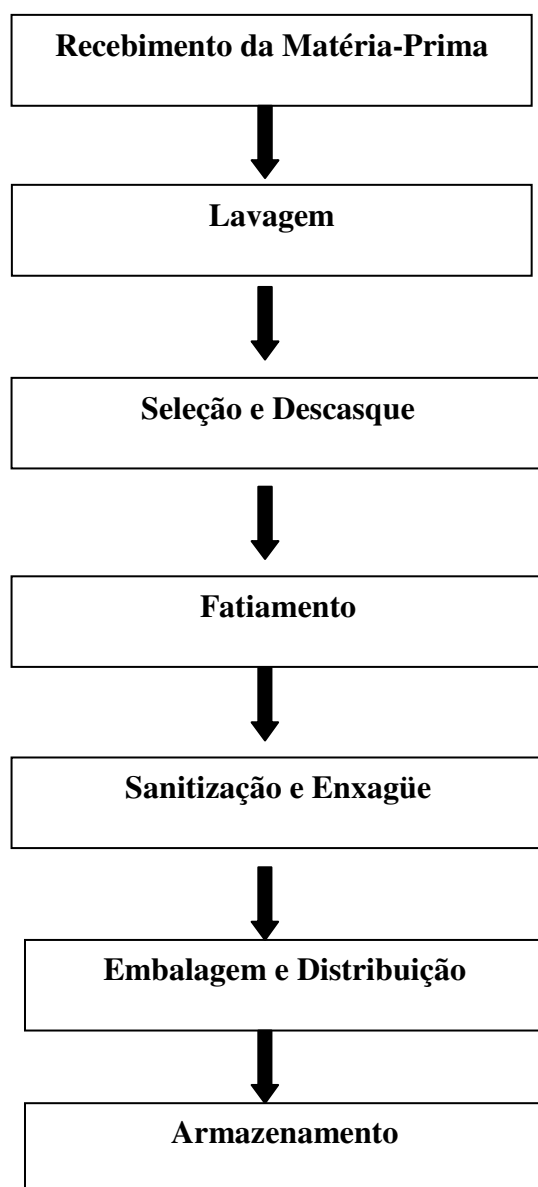 Recebimento da Matéria-Prima
Lavagem
Seleção e Descasque
Fatiamento
Sanitização e Enxagüe
Embalagem e Distribuição
Armazenamento